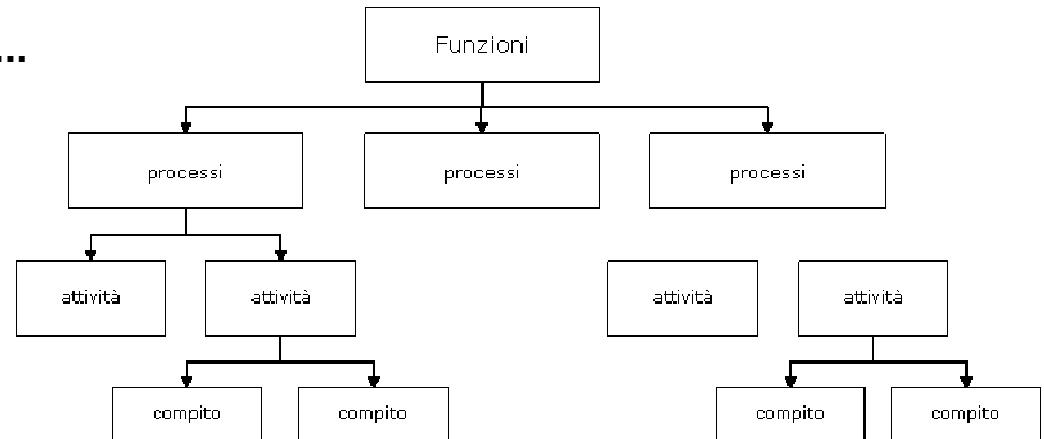 ...
Funzioni
processi
processi
processi
attività
attività
attività
attività
compito
compito
compito
compito